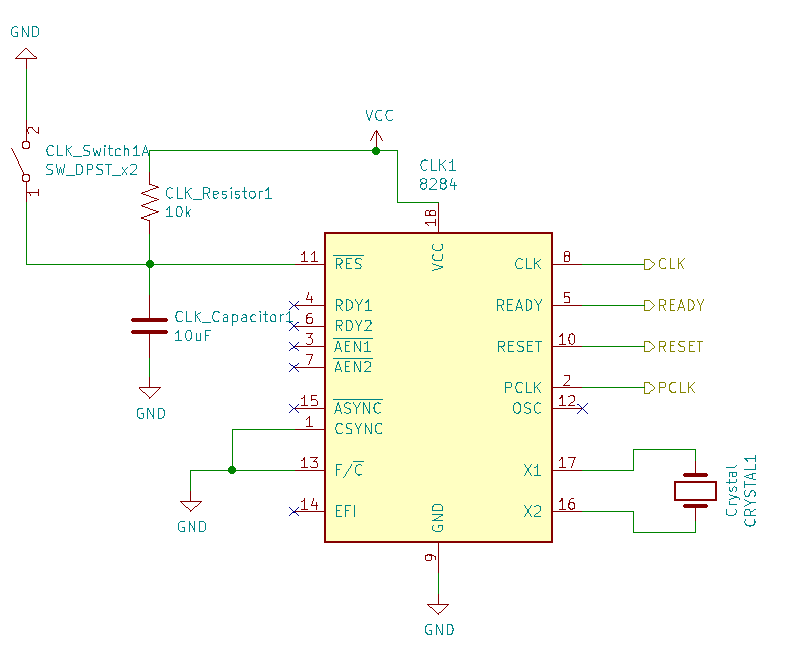 GND
VCC
CLK_Switch1A
SW_DPST_x2
2
1
CLK_Resistor1
10k
CLK1
8284
18
VCC
11
RES
CLK
8
CLK
4
RDY1
READY
5
READY
CLK_Capacitor1
10uF
6
RDY2
3
AEN1
RESET
10
RESET
7
AEN2
PCLK
2
PCLK
GND
15
ASYNC
OSC
12
1
CSYNC
13
F/C
X1
17
Crystal
CRYSTAL1
GND
14
EFI
X2
16
GND
9
GND